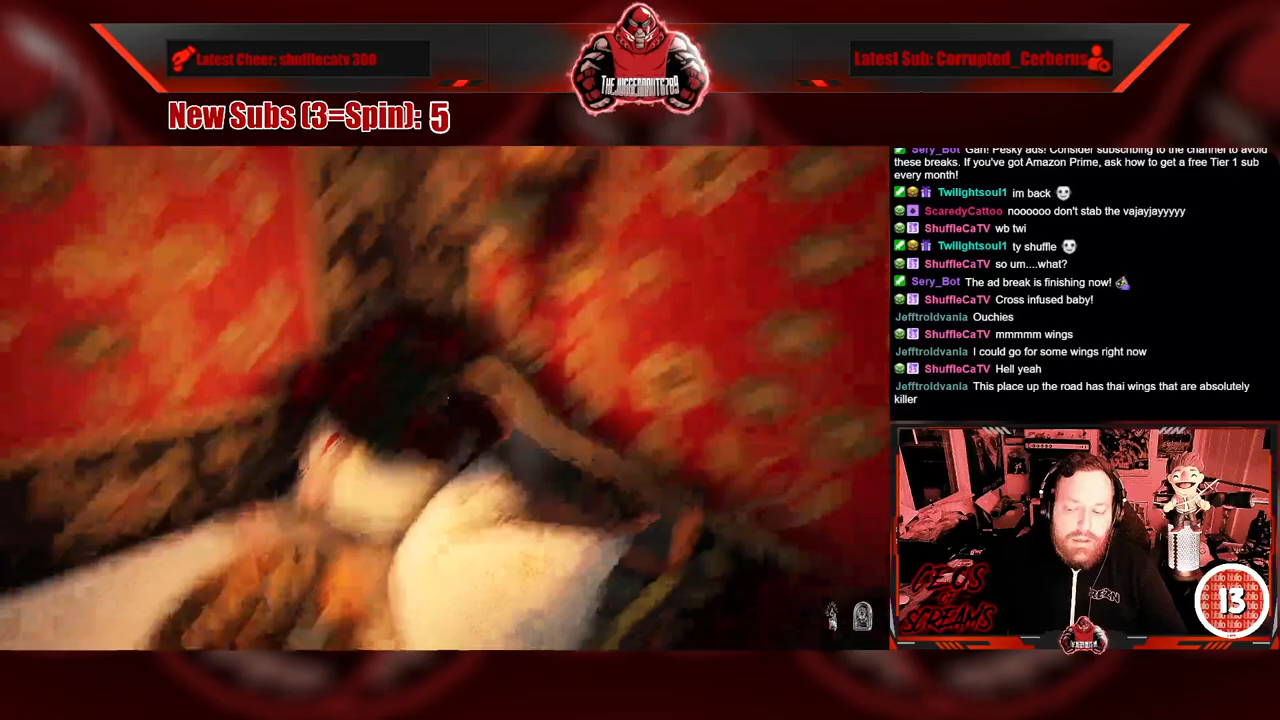 Latest Cheer: shufflecatv 300
THEJUGGERNAUT6789
Latest Sub: Corrupted_Cerberus
New Subs (3=Spin): 5
Sery_Bot Gah! Pesky ads! Consider subscribing to the channel to avoid
these breaks. If you've got Amazon Prime, ask how to get a free Tier 1 sub
every month!
Twilightsoul1 im back
ScaredyCattoo noooooo don't stab the vajayjayyyyy
ShuffleCaTV wb twi
Twilightsoul1 ty shuffle
ShuffleCaTV so um....what?
Sery_Bot The ad break is finishing now!
ShuffleCaTV Cross infused baby!
Jefftroldvania Ouchies
ShuffleCaTV mmmmm wings
Jefftroldvania I could go for some wings right now
ShuffleCaTV Hell yeah
Jefftroldvania This place up the road has thai wings that are absolutely
killer
SCREAMS
13